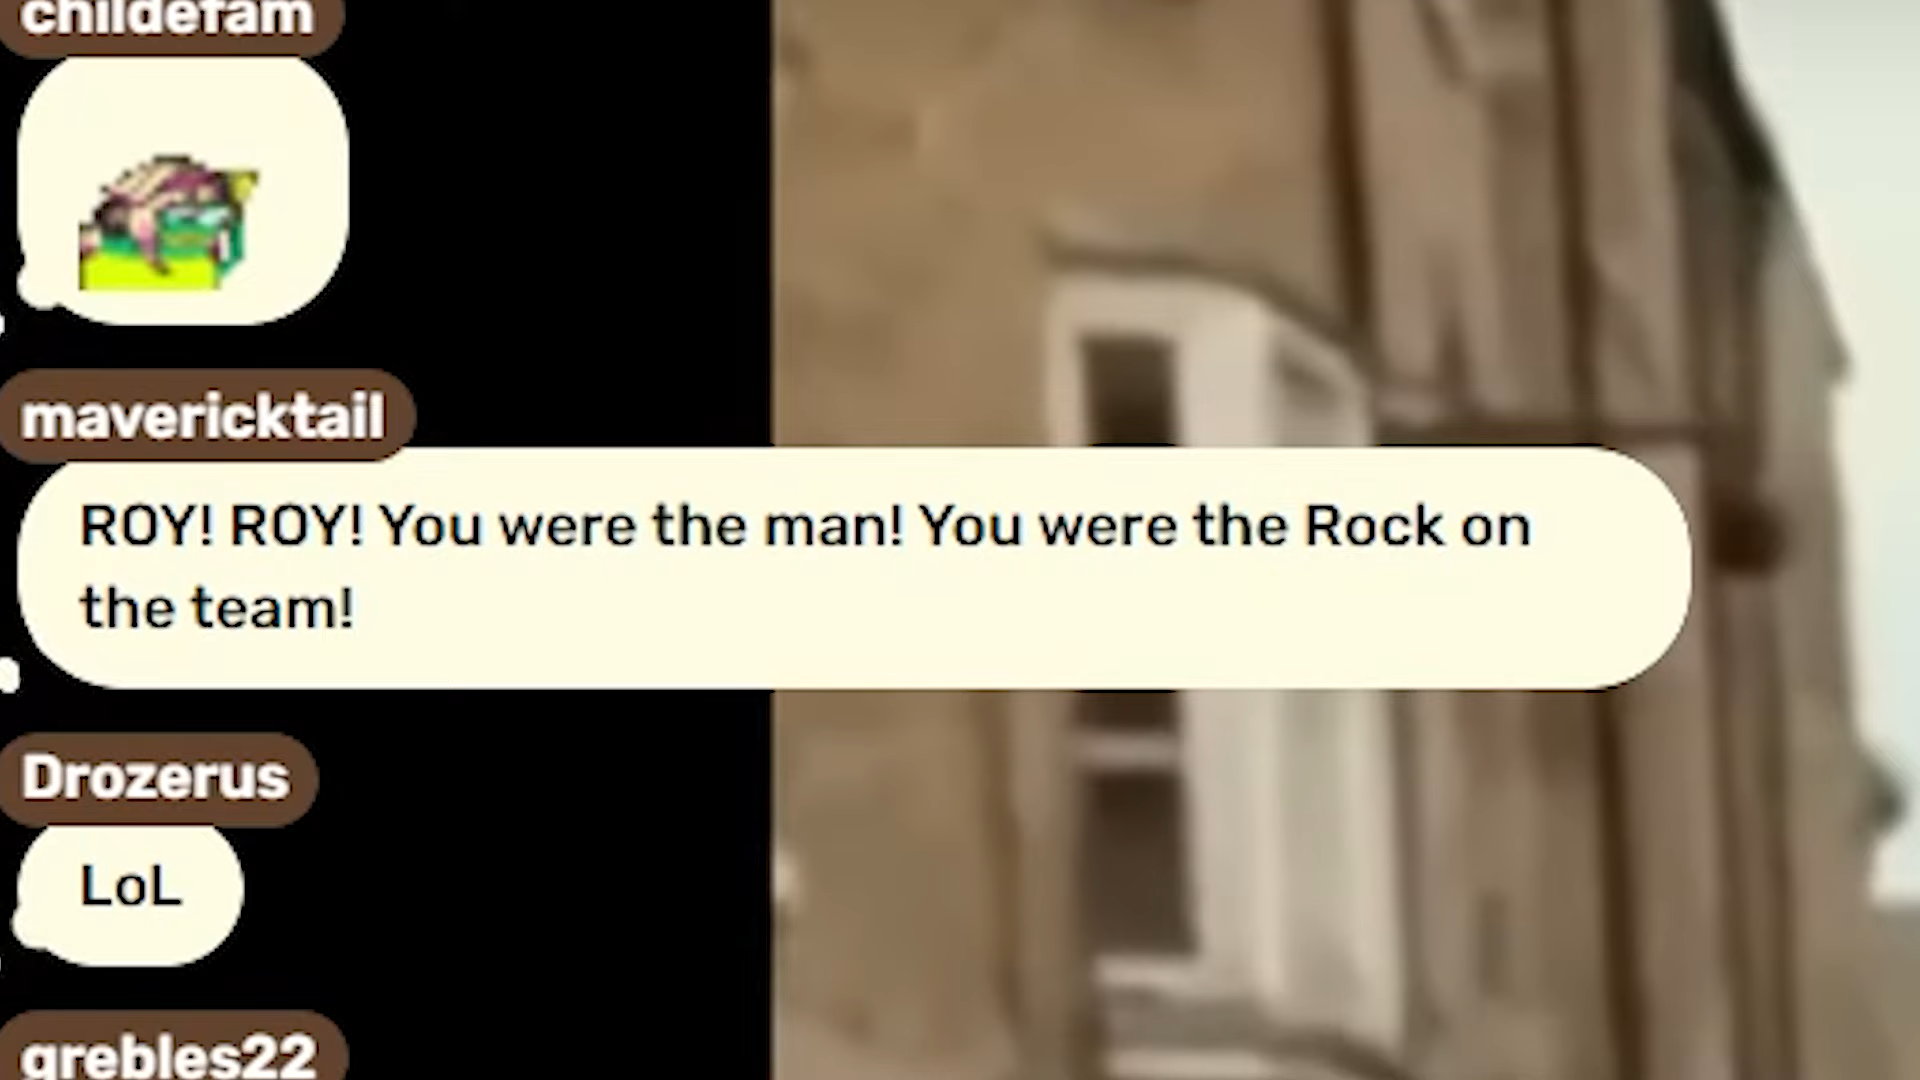 childefam
mavericktail
ROY! ROY! You were the man! You were the Rock on
the team!
Drozerus
LoL
grebles22